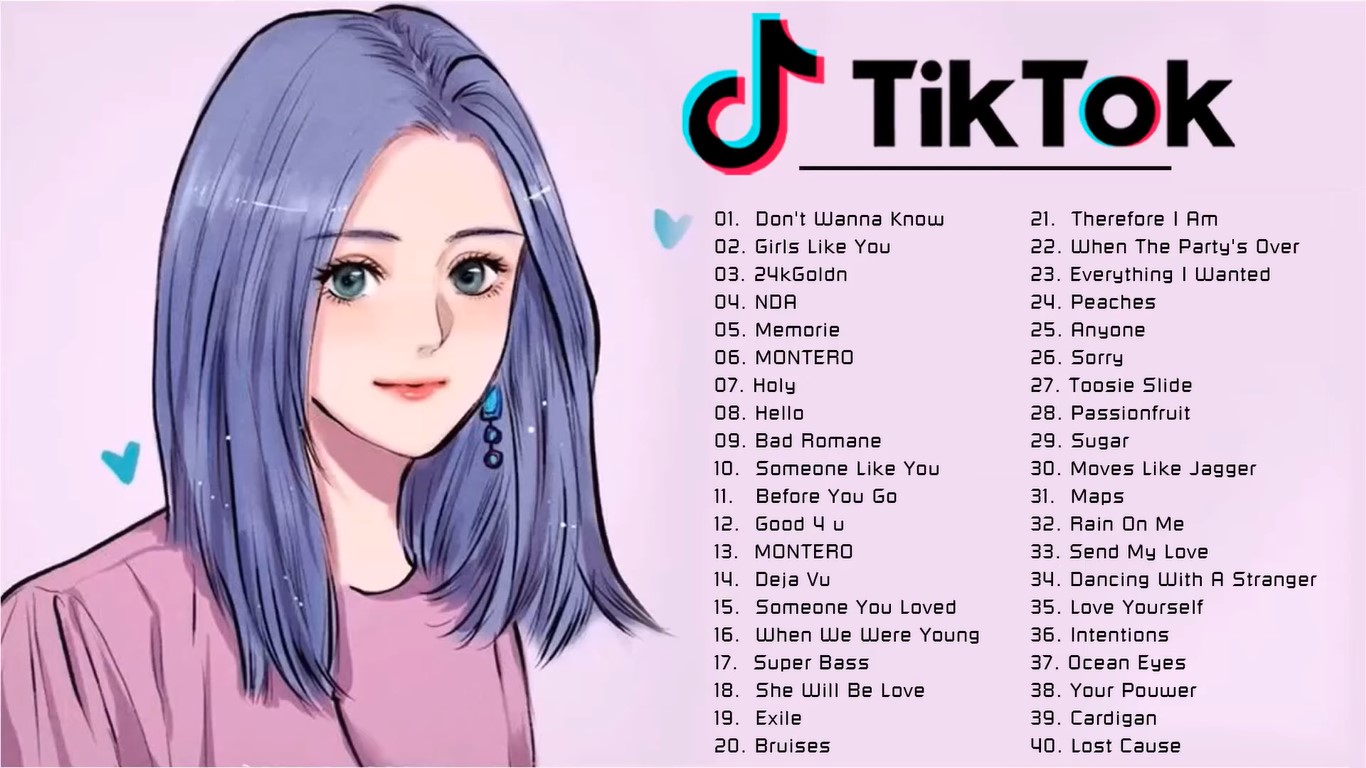 TikTok
01. Don't Wanna Know
02. Girls Like You
03. 24kGoldn
04. NDA
05. Memorie
06. MONTERO
07. Holy
08. Hello
09. Bad Romane
10. Someone Like You
11. Before You Go
12. Good 4 u
13. MONTERO
14. Deja Vu
15. Someone You Loved
16. When We Were Young
17. Super Bass
18. She Will Be Love
19. Exile
20. Bruises
21. Therefore I Am
22. When The Party's Over
23. Everything I Wanted
24. Peaches
25. Anyone
26. Sorry
27. Toosie Slide
28. Passionfruit
29. Sugar
30. Moves Like Jagger
31. Maps
32. Rain On Me
33. Send My Love
34. Dancing With A Stranger
35. Love Yourself
36. Intentions
37. Ocean Eyes
38. Your Pouwer
39. Cardigan
40. Lost Cause